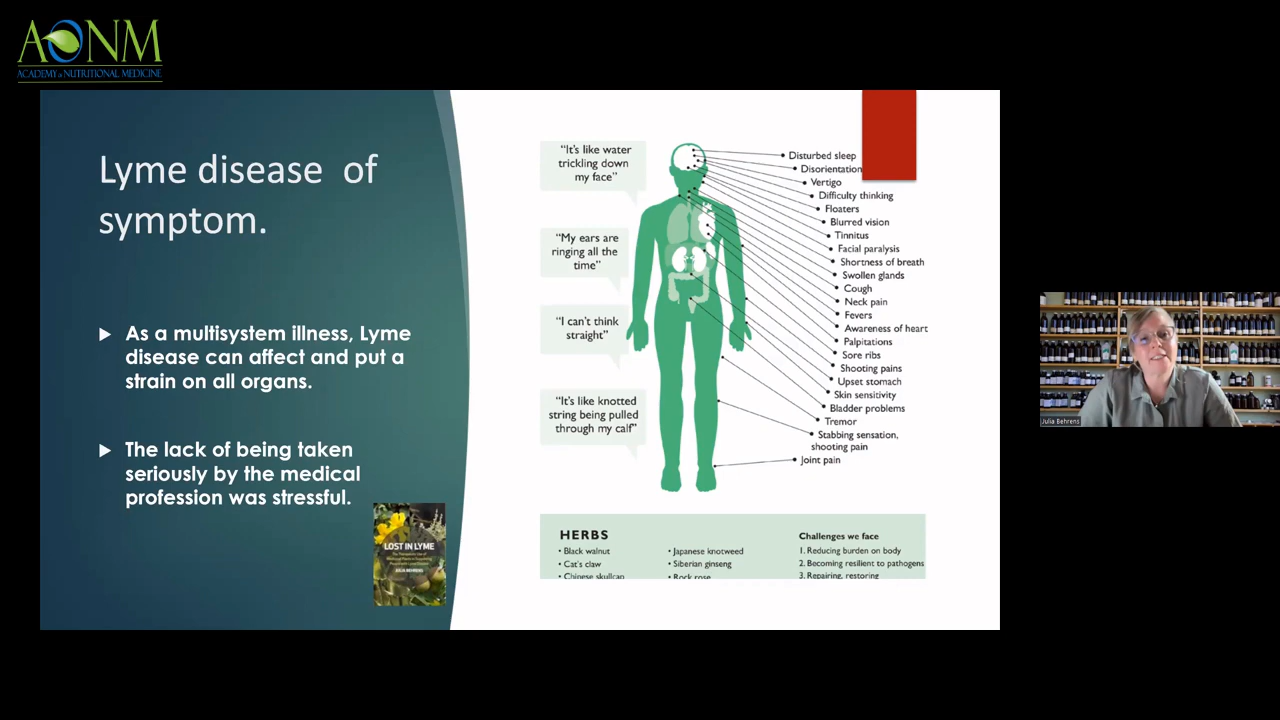 AONM
ACADEMY of NUTRITIONAL MEDICINE
Lyme disease  of
symptom.
As a multisystem illness, Lyme
disease can affect and put a
strain on all organs.
The lack of being taken
seriously by the medical
profession was stressful.
LOST IN LYME
JULIA BEHRENS
“It’s like water
trickling down
my face”
“My ears are
ringing all the
time”
“I can’t think
straight”
“It’s like knotted
string being pulled
through my calf”
Disturbed sleep
Disorientation
Vertigo
Difficulty thinking
Floaters
Blurred vision
Tinnitus
Facial paralysis
Shortness of breath
Swollen glands
Cough
Neck pain
Fevers
Awareness of heart
Palpitations
Sore ribs
Shooting pains
Upset stomach
Skin sensitivity
Bladder problems
Tremor
Stabbing sensation,
shooting pain
Joint pain
HERBS
• Black walnut
• Cat’s claw
• Chinese skullcap
• Japanese knotweed
• Siberian ginseng
• Rock rose
Challenges we face
1. Reducing burden on body
2. Becoming resilient to pathogens
3. Repairing, restoring
Julia Behrens